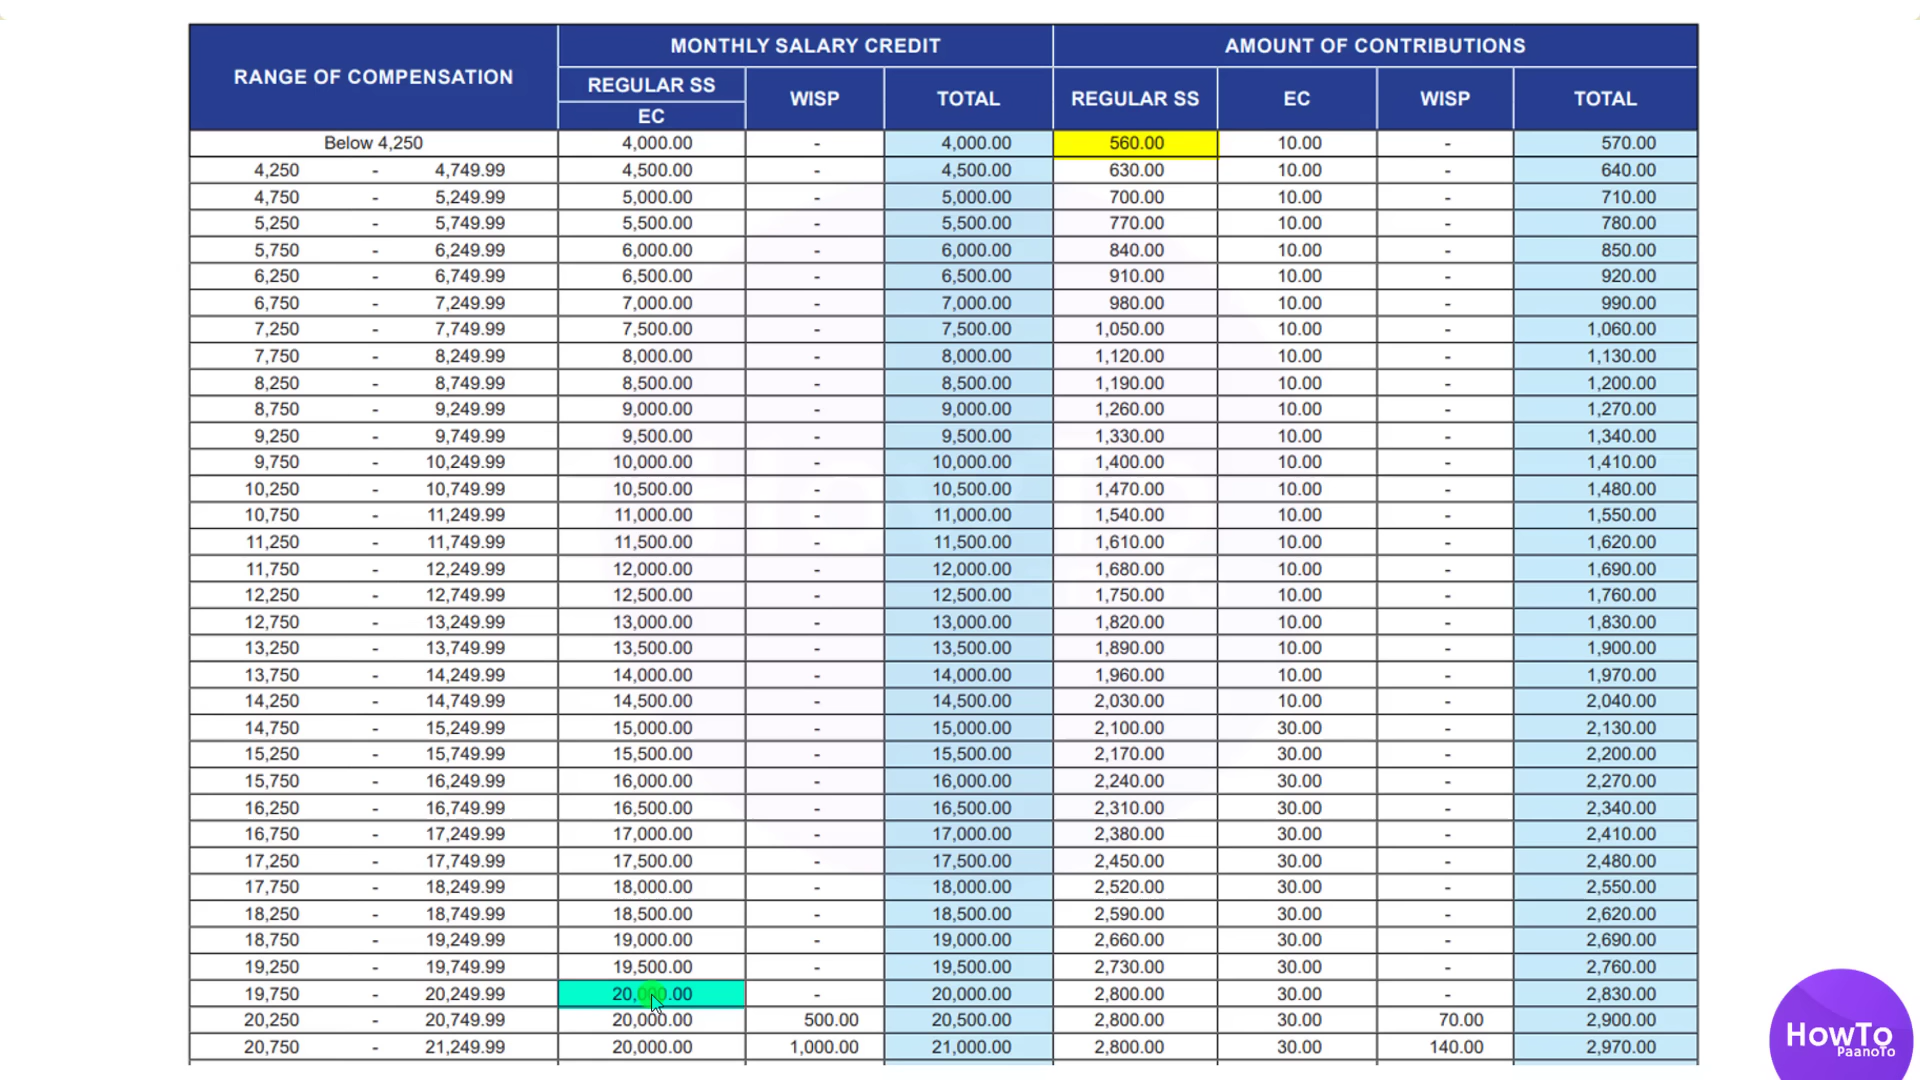 MONTHLY SALARY CREDIT AMOUNT OF CONTRIBUTIONS
RANGE OF COMPENSATION REGULAR SS WISP TOTAL REGULAR SS EC WISP TOTAL
EC
Below 4,250 4,000.00 - 4,000.00 560.00 10.00 - 570.00
4,250 - 4,749.99 4,500.00 - 4,500.00 630.00 10.00 - 640.00
4,750 - 5,249.99 5,000.00 - 5,000.00 700.00 10.00 - 710.00
5,250 - 5,749.99 5,500.00 - 5,500.00 770.00 10.00 - 780.00
5,750 - 6,249.99 6,000.00 - 6,000.00 840.00 10.00 - 850.00
6,250 - 6,749.99 6,500.00 - 6,500.00 910.00 10.00 - 920.00
6,750 - 7,249.99 7,000.00 - 7,000.00 980.00 10.00 - 990.00
7,250 - 7,749.99 7,500.00 - 7,500.00 1,050.00 10.00 - 1,060.00
7,750 - 8,249.99 8,000.00 - 8,000.00 1,120.00 10.00 - 1,130.00
8,250 - 8,749.99 8,500.00 - 8,500.00 1,190.00 10.00 - 1,200.00
8,750 - 9,249.99 9,000.00 - 9,000.00 1,260.00 10.00 - 1,270.00
9,250 - 9,749.99 9,500.00 - 9,500.00 1,330.00 10.00 - 1,340.00
9,750 - 10,249.99 10,000.00 - 10,000.00 1,400.00 10.00 - 1,410.00
10,250 - 10,749.99 10,500.00 - 10,500.00 1,470.00 10.00 - 1,480.00
10,750 - 11,249.99 11,000.00 - 11,000.00 1,540.00 10.00 - 1,550.00
11,250 - 11,749.99 11,500.00 - 11,500.00 1,610.00 10.00 - 1,620.00
11,750 - 12,249.99 12,000.00 - 12,000.00 1,680.00 10.00 - 1,690.00
12,250 - 12,749.99 12,500.00 - 12,500.00 1,750.00 10.00 - 1,760.00
12,750 - 13,249.99 13,000.00 - 13,000.00 1,820.00 10.00 - 1,830.00
13,250 - 13,749.99 13,500.00 - 13,500.00 1,890.00 10.00 - 1,900.00
13,750 - 14,249.99 14,000.00 - 14,000.00 1,960.00 10.00 - 1,970.00
14,250 - 14,749.99 14,500.00 - 14,500.00 2,030.00 10.00 - 2,040.00
14,750 - 15,249.99 15,000.00 - 15,000.00 2,100.00 30.00 - 2,130.00
15,250 - 15,749.99 15,500.00 - 15,500.00 2,170.00 30.00 - 2,200.00
15,750 - 16,249.99 16,000.00 - 16,000.00 2,240.00 30.00 - 2,270.00
16,250 - 16,749.99 16,500.00 - 16,500.00 2,310.00 30.00 - 2,340.00
16,750 - 17,249.99 17,000.00 - 17,000.00 2,380.00 30.00 - 2,410.00
17,250 - 17,749.99 17,500.00 - 17,500.00 2,450.00 30.00 - 2,480.00
17,750 - 18,249.99 18,000.00 - 18,000.00 2,520.00 30.00 - 2,550.00
18,250 - 18,749.99 18,500.00 - 18,500.00 2,590.00 30.00 - 2,620.00
18,750 - 19,249.99 19,000.00 - 19,000.00 2,660.00 30.00 - 2,690.00
19,250 - 19,749.99 19,500.00 - 19,500.00 2,730.00 30.00 - 2,760.00
19,750 - 20,249.99 20,000.00 - 20,000.00 2,800.00 30.00 - 2,830.00
20,250 - 20,749.99 20,000.00 500.00 20,500.00 2,800.00 30.00 70.00 2,900.00
20,750 - 21,249.99 20,000.00 1,000.00 21,000.00 2,800.00 30.00 140.00 2,970.00
HowTo
PaanoTo